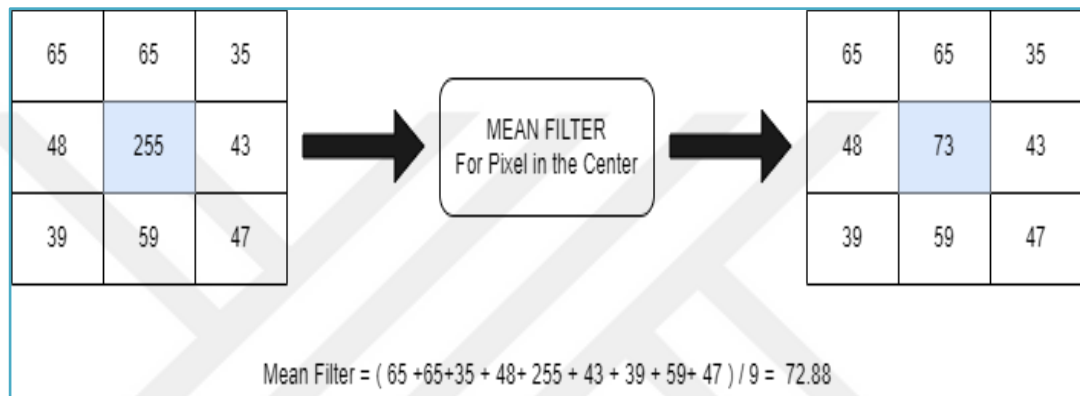 65 65 35
65 65 35
48 255 43
MEAN FILTER
For Pixel in the Center
48 73 43
39 59 47
39 59 47
Mean Filter = ( 65 +65+35 + 48+ 255 + 43 + 39 + 59+ 47 ) / 9 = 72.88